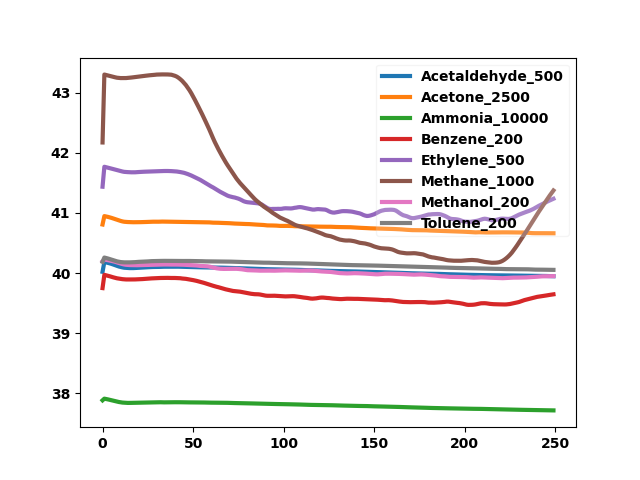 43
42
41
40
39
38
0
50
100
150
200
250
Acetaldehyde_500
Acetone_2500
Ammonia_10000
Benzene_200
Ethylene_500
Methane_1000
Methanol_200
Toluene_200